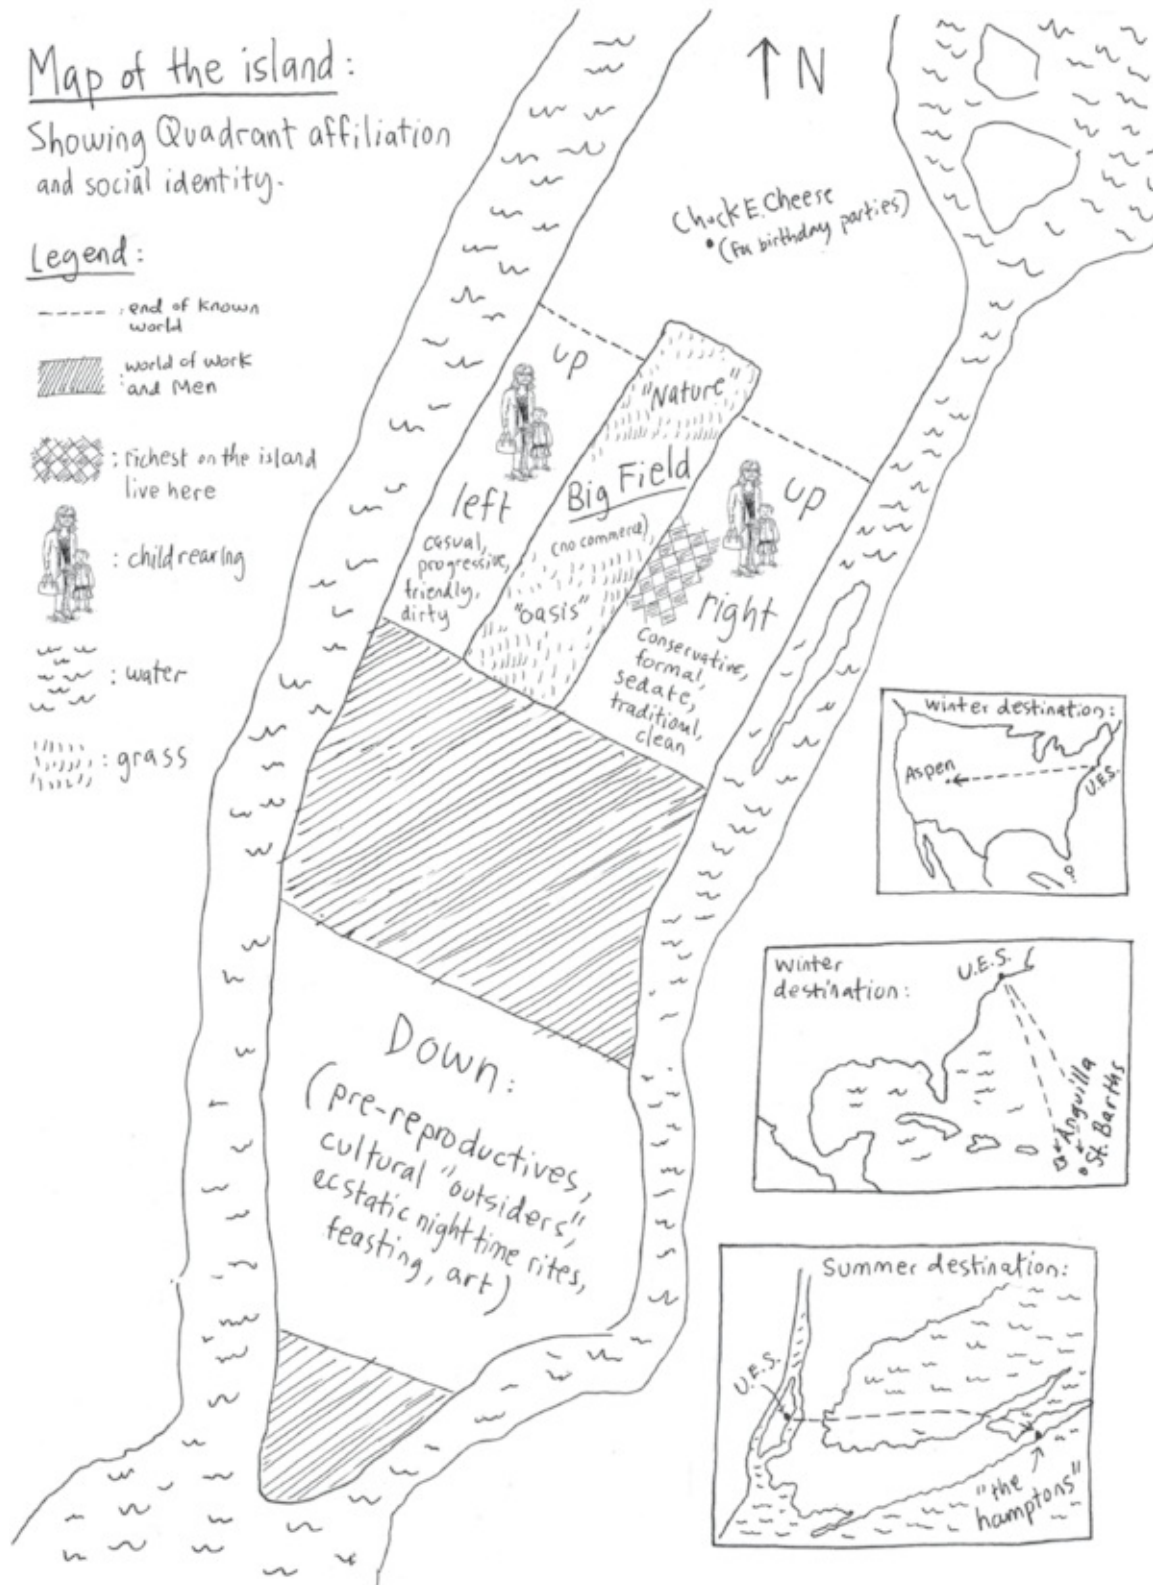 Map of the island:
Showing Quadrant affiliation
and social identity.
Legend:
: end of known
world
: world of work
and Men
: richest on the island
live here
: childrearing
: water
: grass
↑ N
Chuck E. Cheese
• (for birthday parties)
up
"Nature"
Big Field
(no commerce)
"oasis"
left
casual,
progressive,
friendly,
dirty
up
right
Conservative,
formal,
sedate,
traditional,
clean
Down:
(pre-reproductives,
cultural "outsiders",
ecstatic nighttime rites,
feasting, art)
Winter destination:
Aspen
U.E.S.
Winter
destination:
U.E.S.
Anguilla
St. Barths
Summer destination:
U.E.S.
"the
hamptons"